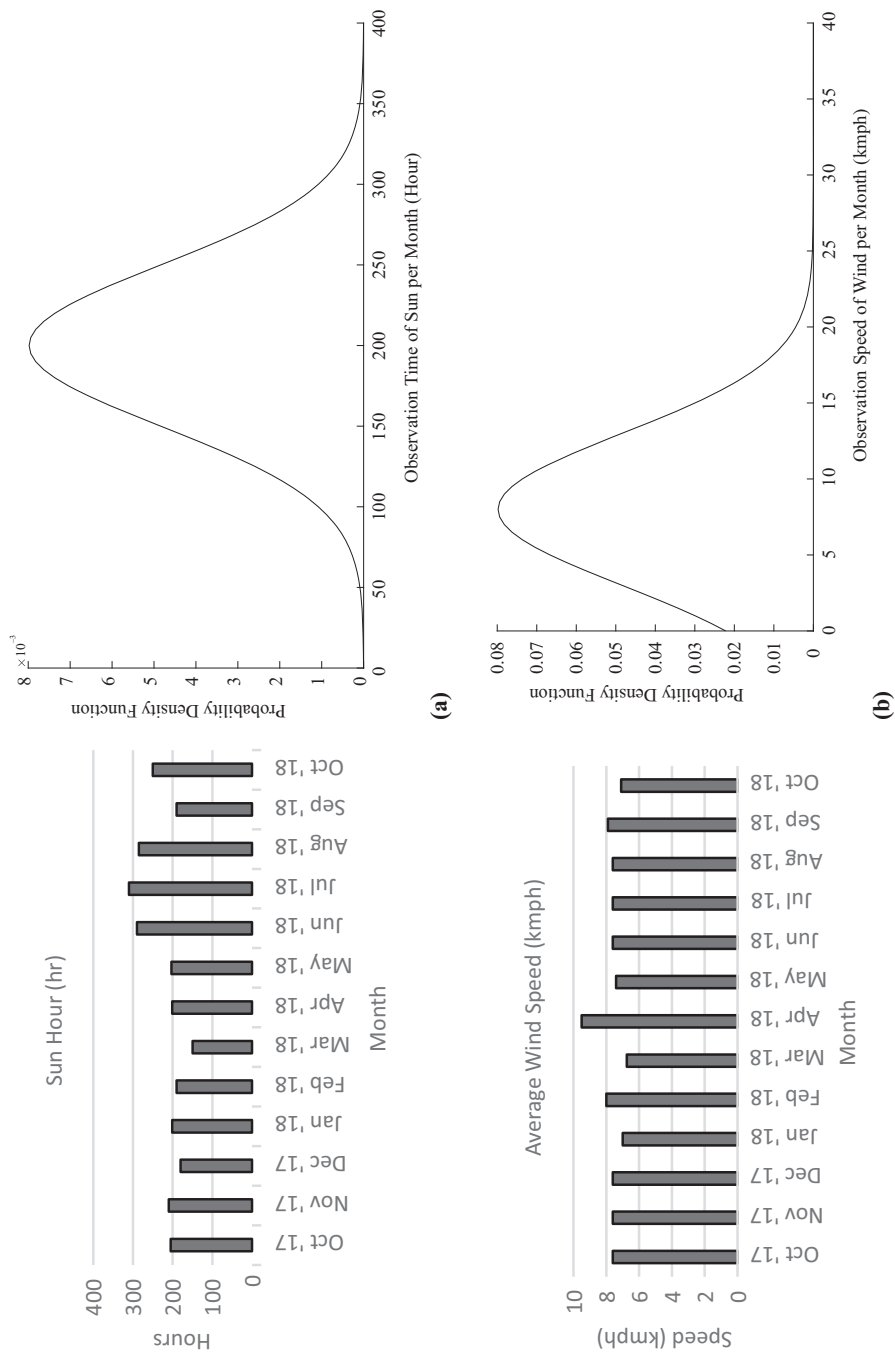 Sun Hour (hr)
400
300
200
100
0
Hours
Oct '17
Nov '17
Dec '17
Jan '18
Feb '18
Mar '18
Apr '18
May '18
Jun '18
Jul '18
Aug '18
Sep '18
Oct '18
Month
×10⁻³
8
7
6
5
4
3
2
1
0
Probability Density Function
0
50
100
150
200
250
300
350
400
Observation Time of Sun per Month (Hour)
(a)
Average Wind Speed (kmph)
10
8
6
4
2
0
Speed (kmph)
Oct '17
Nov '17
Dec '17
Jan '18
Feb '18
Mar '18
Apr '18
May '18
Jun '18
Jul '18
Aug '18
Sep '18
Oct '18
Month
0.08
0.07
0.06
0.05
0.04
0.03
0.02
0.01
0
Probability Density Function
0
5
10
15
20
25
30
35
40
Observation Speed of Wind per Month (kmph)
(b)